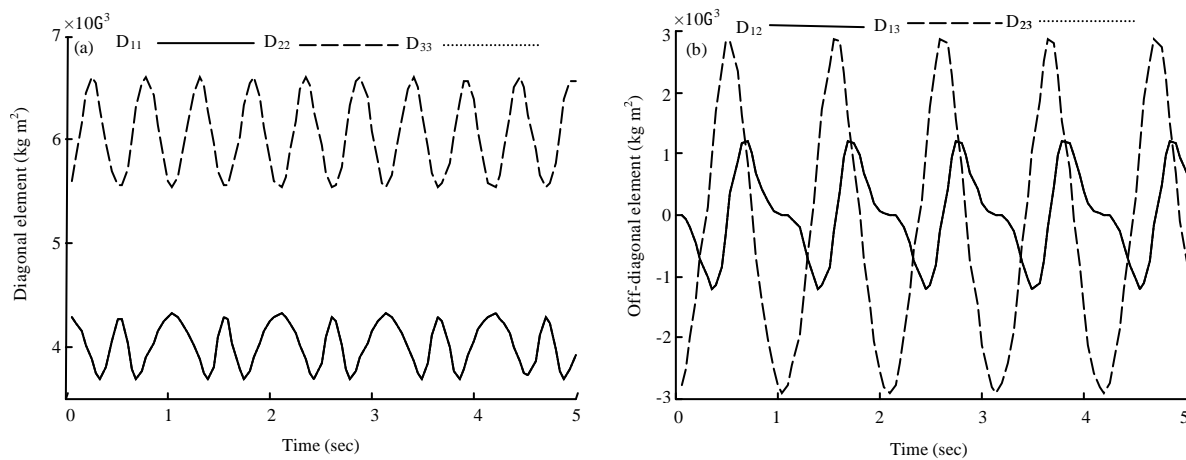 ×10G³
(a)
D₁₁ D₂₂ D₃₃
7
6
5
4
0 1 2 3 4 5
Time (sec)
Diagonal element (kg m²)
×10G³
(b)
D₁₂ D₁₃ D₂₃
3
2
1
0
-1
-2
-3
0 1 2 3 4 5
Time (sec)
Off-diagonal element (kg m²)